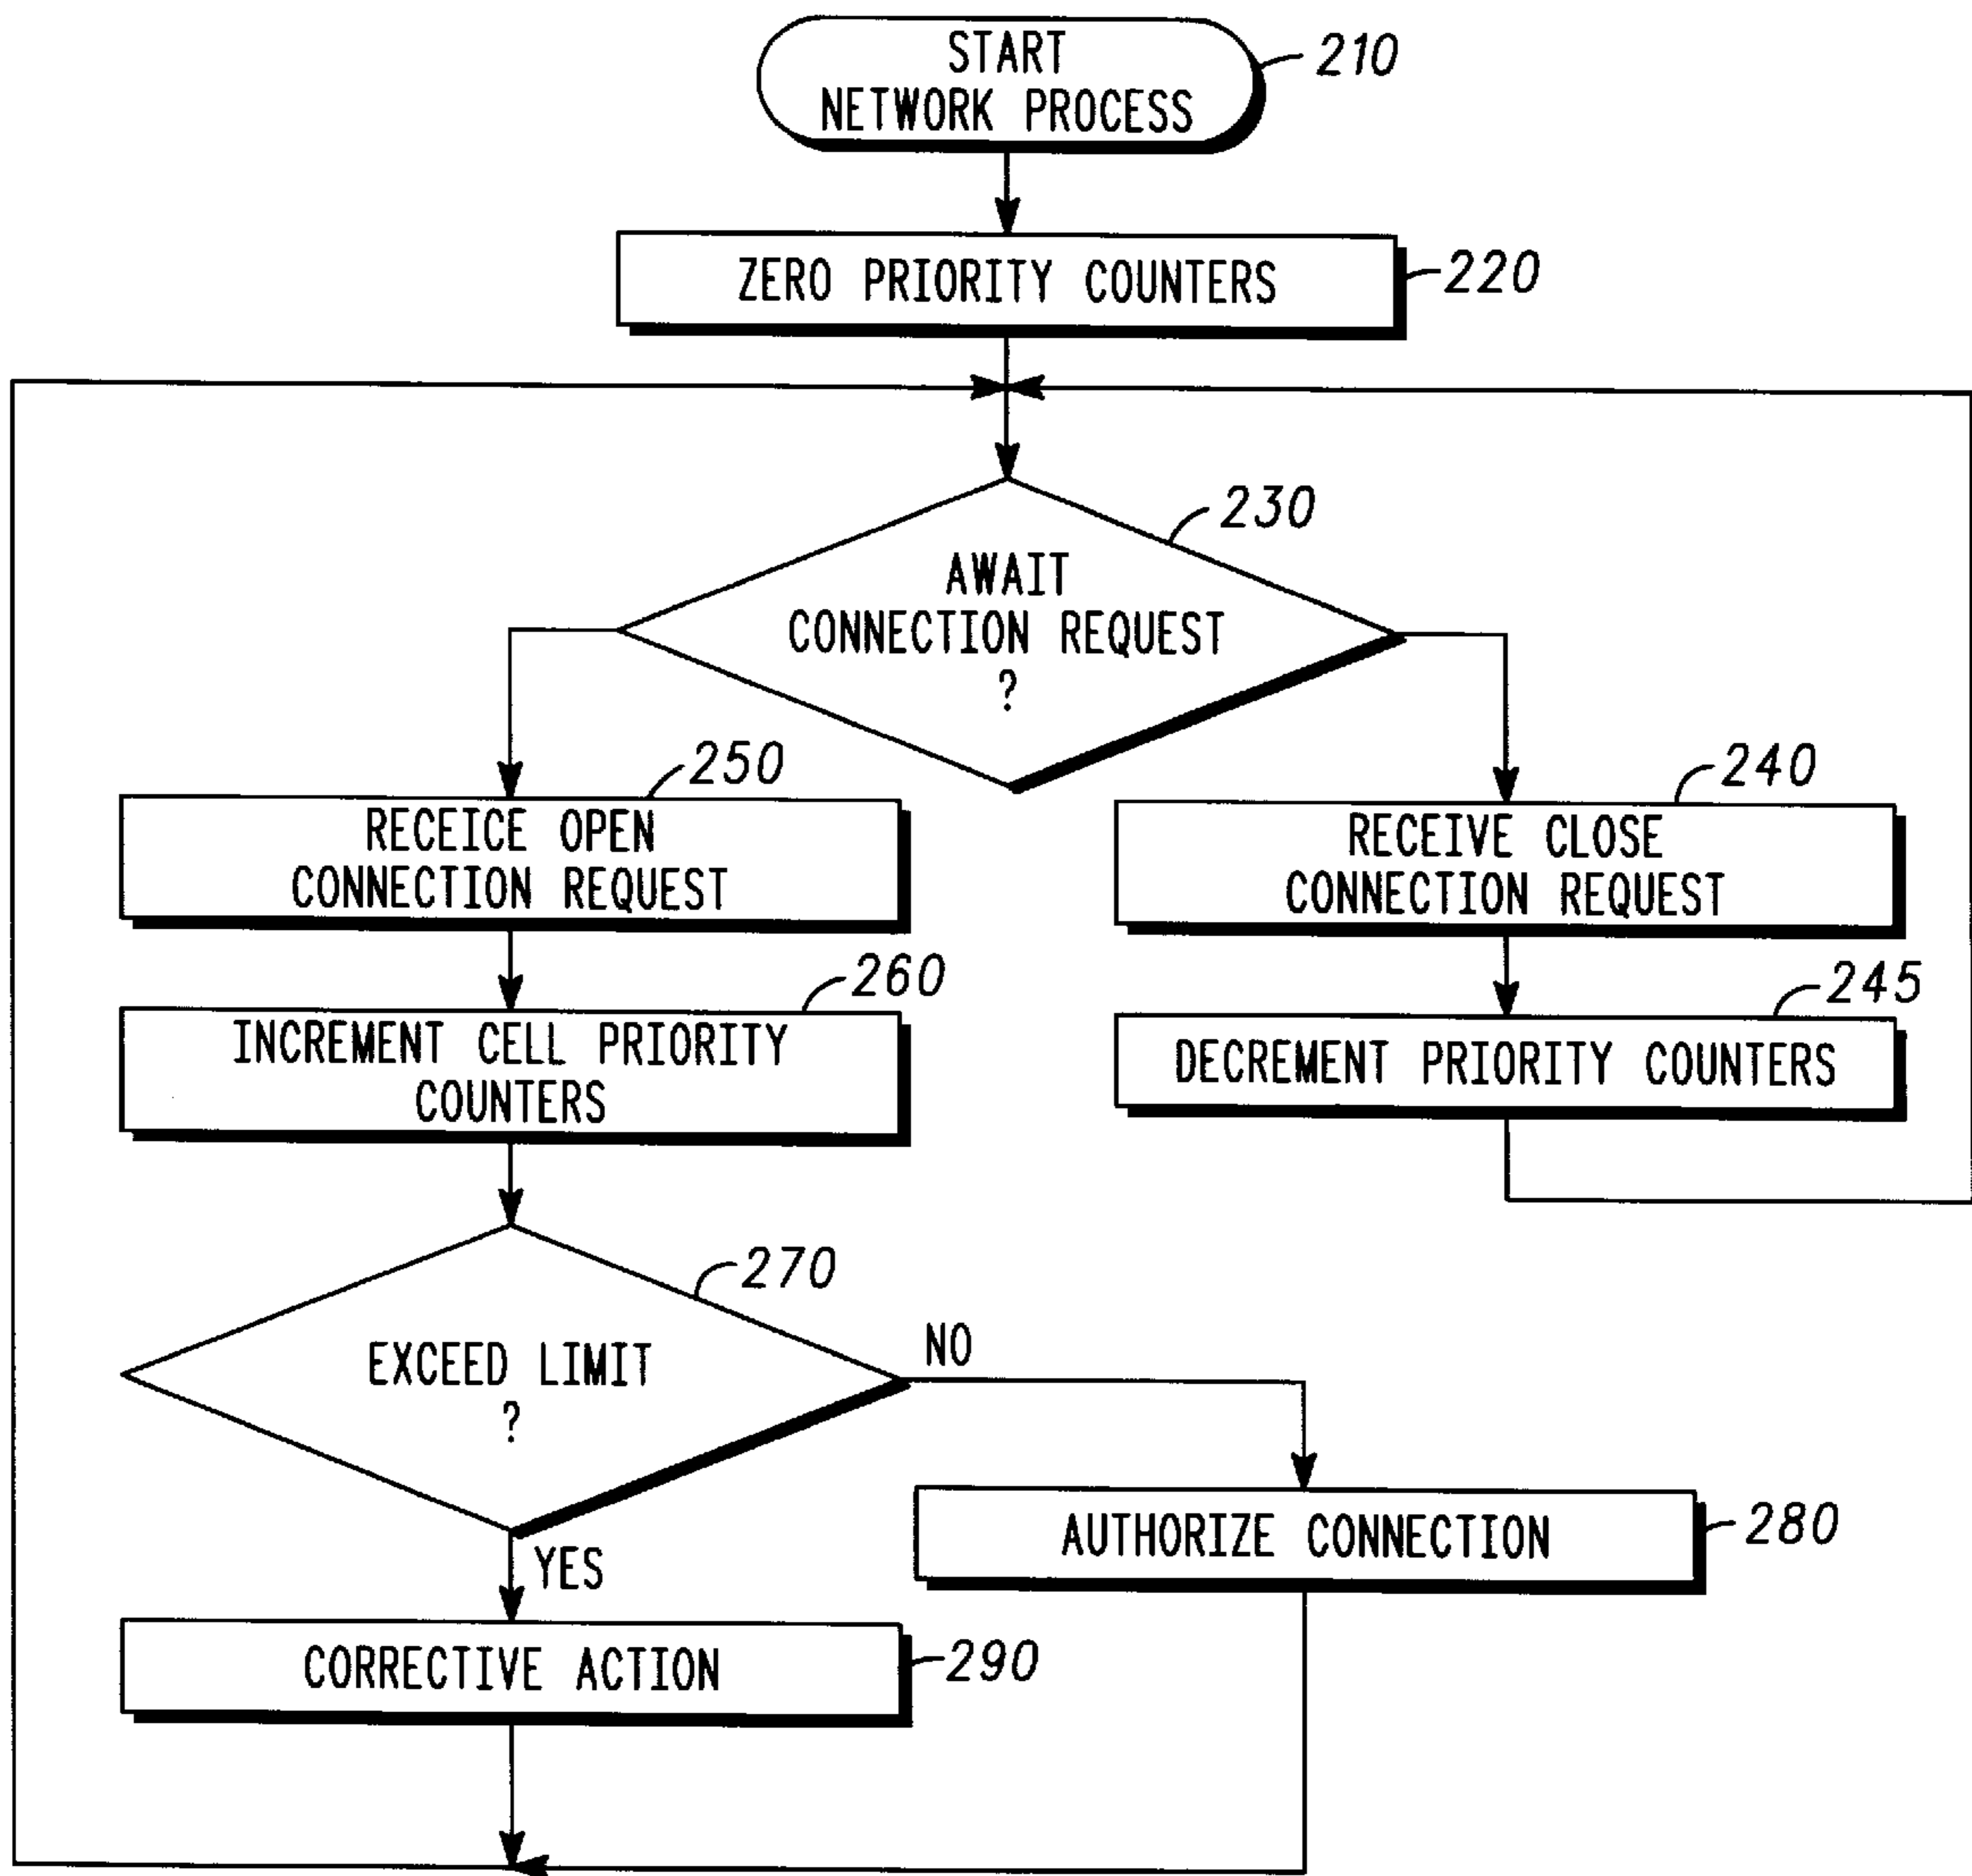 START
NETWORK PROCESS
210
ZERO PRIORITY COUNTERS
220
230
AWAIT
CONNECTION REQUEST
?
250
RECEICE OPEN
CONNECTION REQUEST
240
RECEIVE CLOSE
CONNECTION REQUEST
260
INCREMENT CELL PRIORITY
COUNTERS
245
DECREMENT PRIORITY COUNTERS
270
EXCEED LIMIT
?
NO
YES
AUTHORIZE CONNECTION
280
CORRECTIVE ACTION
290